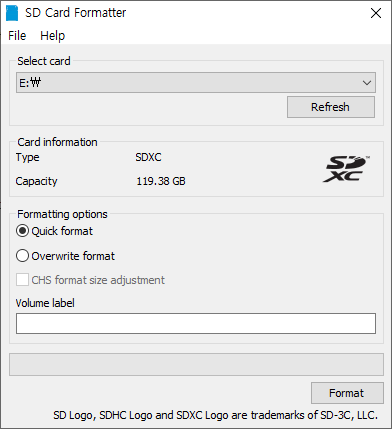 SD Card Formatter
File Help
Select card
E:₩
Refresh
Card information
Type SDXC
SD
XC
Capacity 119.38 GB
Formatting options
Quick format
Overwrite format
CHS format size adjustment
Volume label
Format
SD Logo, SDHC Logo and SDXC Logo are trademarks of SD-3C, LLC.